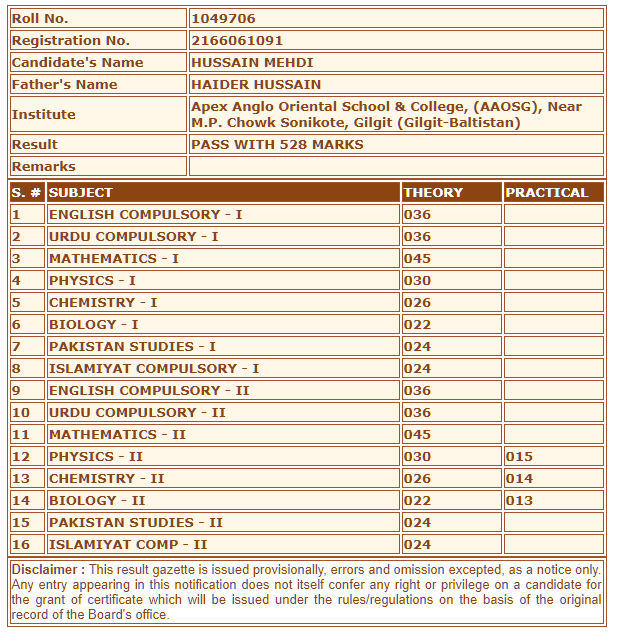 Roll No. 1049706
Registration No. 2166061091
Candidate's Name HUSSAIN MEHDI
Father's Name HAIDER HUSSAIN
Institute Apex Anglo Oriental School & College, (AAOSG), Near
M.P. Chowk Sonikote, Gilgit (Gilgit-Baltistan)
Result PASS WITH 528 MARKS
Remarks
S. # SUBJECT THEORY PRACTICAL
1 ENGLISH COMPULSORY - I 036
2 URDU COMPULSORY - I 036
3 MATHEMATICS - I 045
4 PHYSICS - I 030
5 CHEMISTRY - I 026
6 BIOLOGY - I 022
7 PAKISTAN STUDIES - I 024
8 ISLAMIYAT COMPULSORY - I 024
9 ENGLISH COMPULSORY - II 036
10 URDU COMPULSORY - II 036
11 MATHEMATICS - II 045
12 PHYSICS - II 030 015
13 CHEMISTRY - II 026 014
14 BIOLOGY - II 022 013
15 PAKISTAN STUDIES - II 024
16 ISLAMIYAT COMP - II 024
Disclaimer : This result gazette is issued provisionally, errors and omission excepted, as a notice only.
Any entry appearing in this notification does not itself confer any right or privilege on a candidate for
the grant of certificate which will be issued under the rules/regulations on the basis of the original
record of the Board's office.